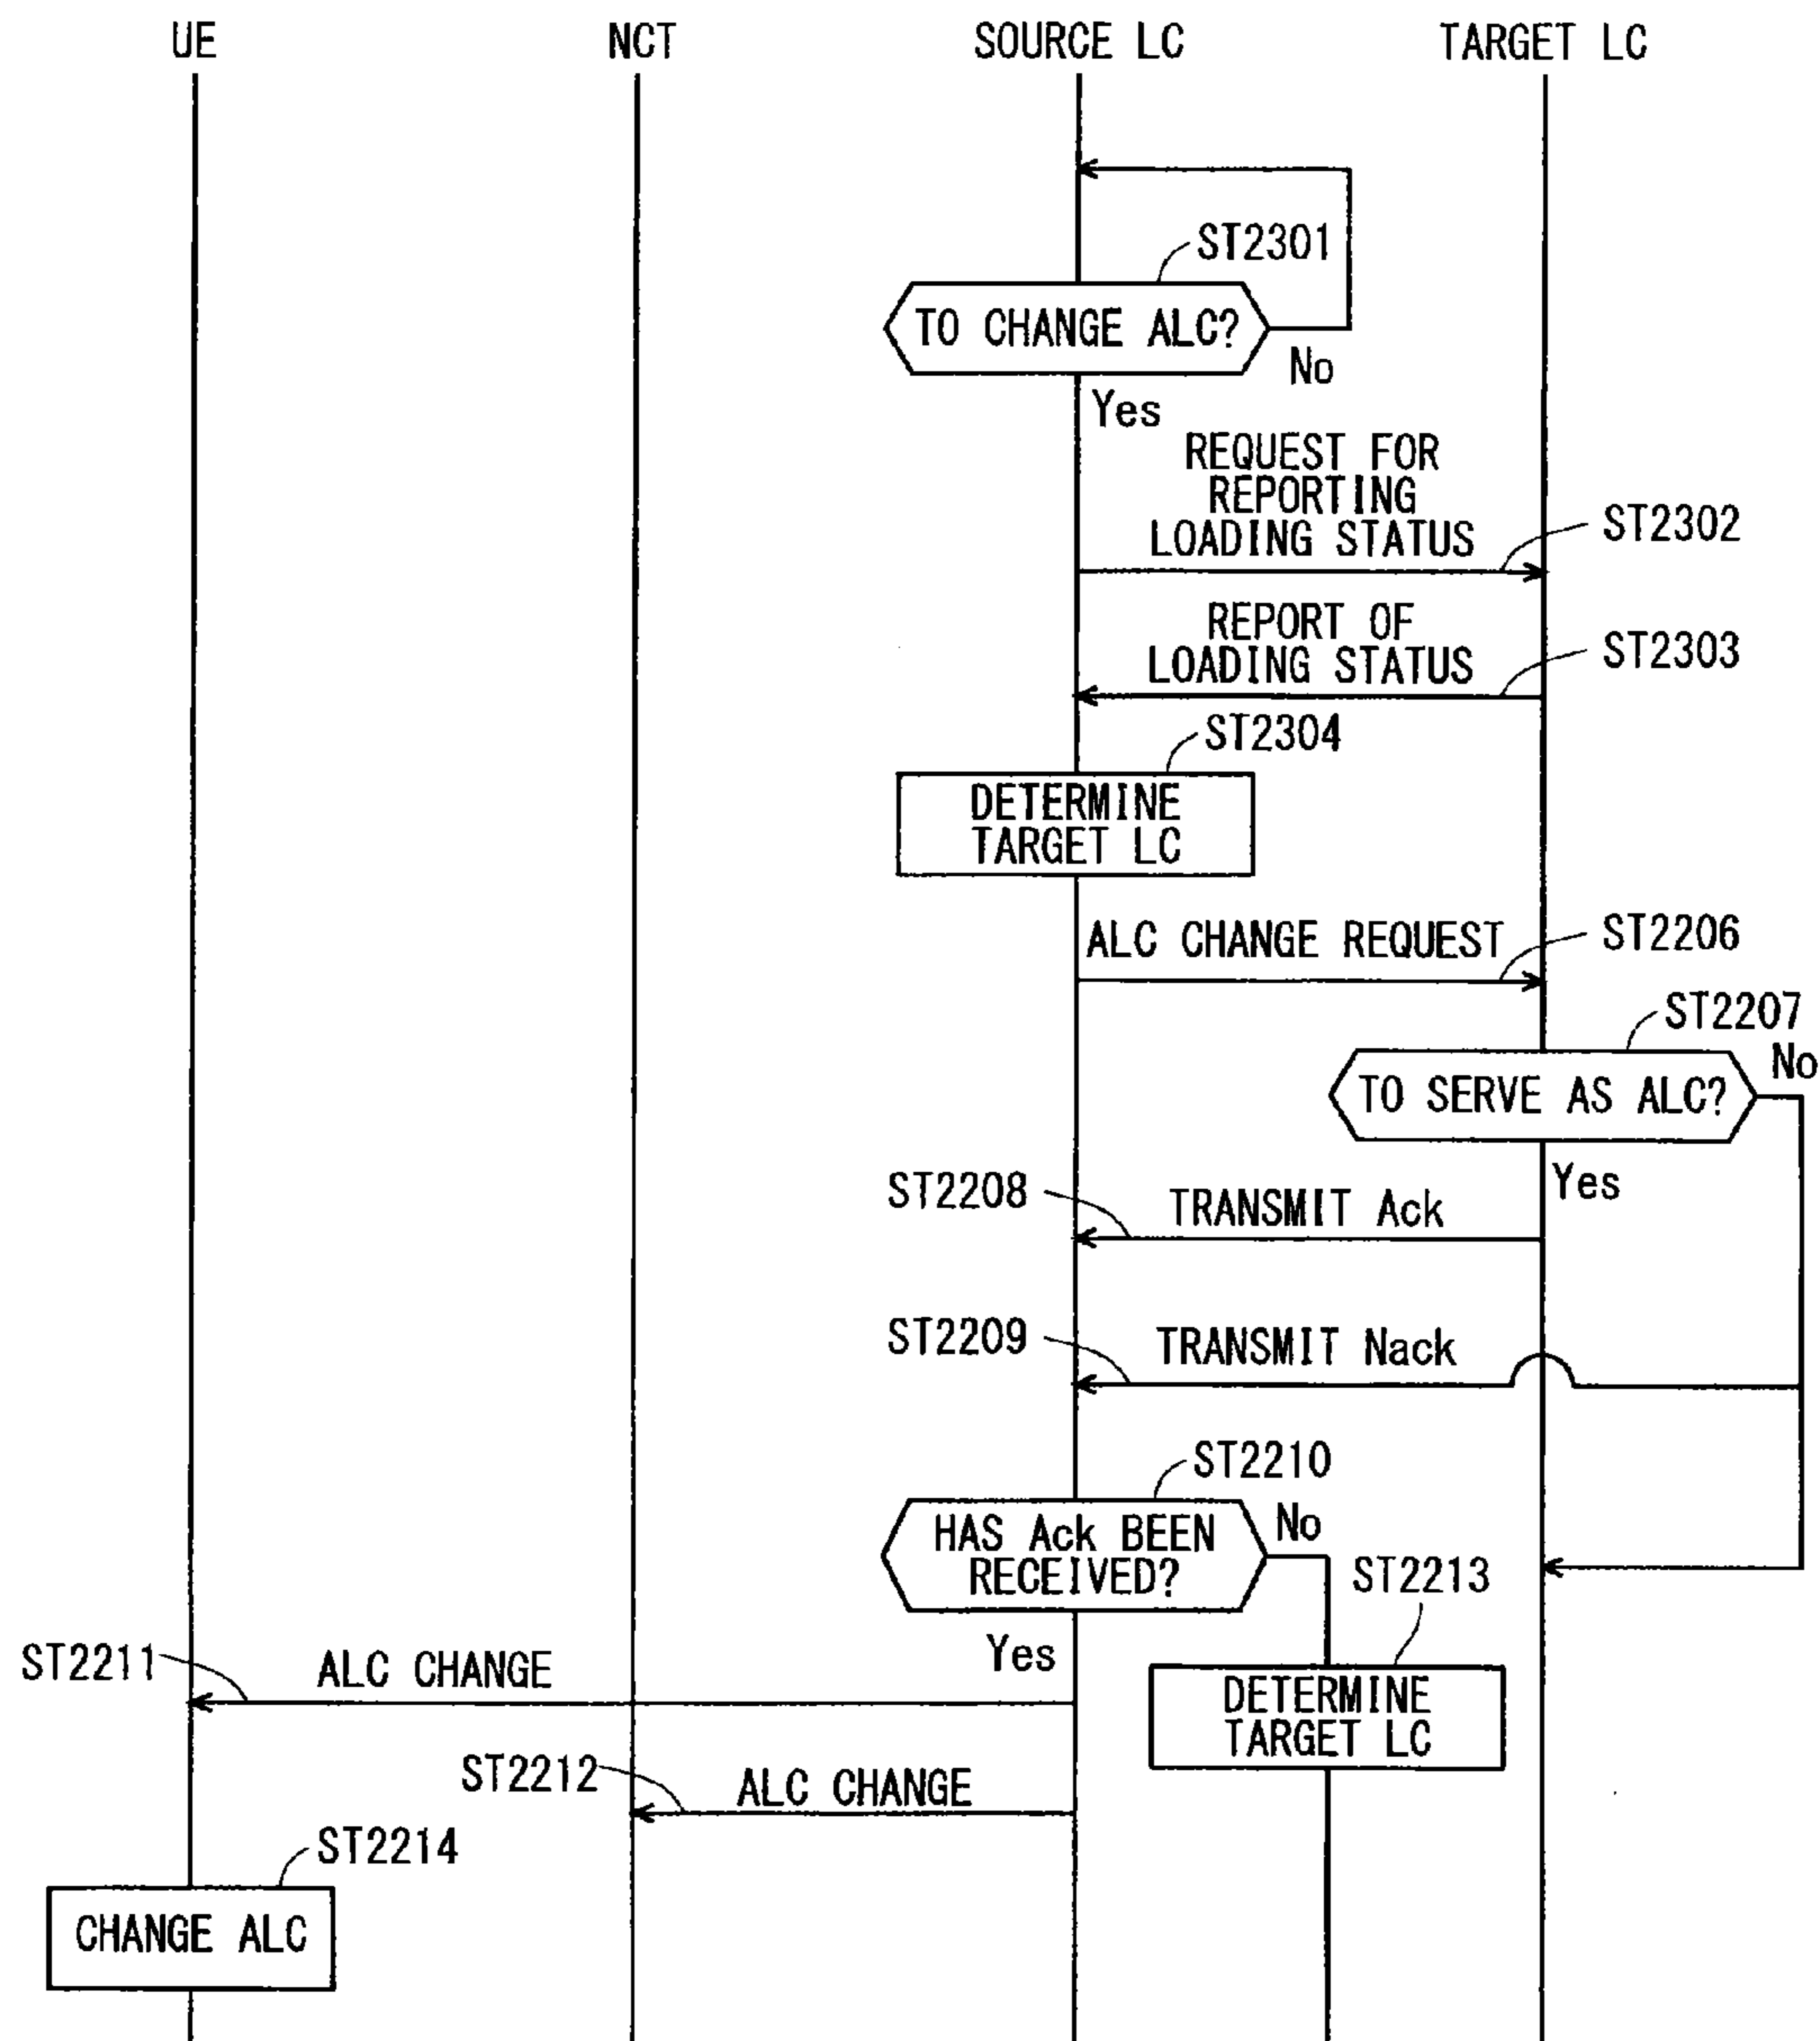 UE
NCT
SOURCE LC
TARGET LC
ST2301
TO CHANGE ALC?
No
Yes
REQUEST FOR
REPORTING
LOADING STATUS
ST2302
REPORT OF
LOADING STATUS
ST2303
ST2304
DETERMINE
TARGET LC
ALC CHANGE REQUEST
ST2206
ST2207
No
TO SERVE AS ALC?
Yes
ST2208
TRANSMIT Ack
ST2209
TRANSMIT Nack
ST2210
HAS Ack BEEN
RECEIVED?
No
ST2213
Yes
ST2211
ALC CHANGE
DETERMINE
TARGET LC
ST2212
ALC CHANGE
ST2214
CHANGE ALC